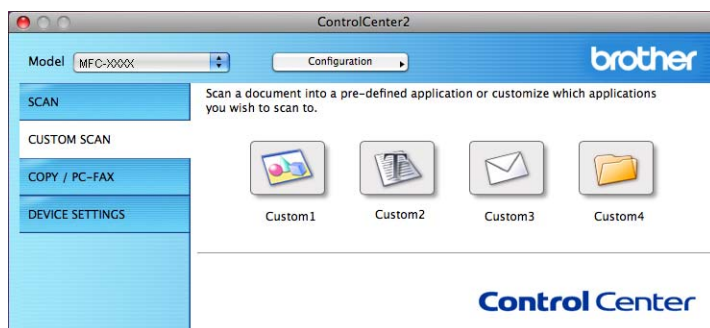 ControlCenter2
Model MFC-XXXX Configuration brother
SCAN
CUSTOM SCAN
COPY / PC-FAX
DEVICE SETTINGS
Scan a document into a pre-defined application or customize which applications
you wish to scan to.
Custom1 Custom2 Custom3 Custom4
Control Center